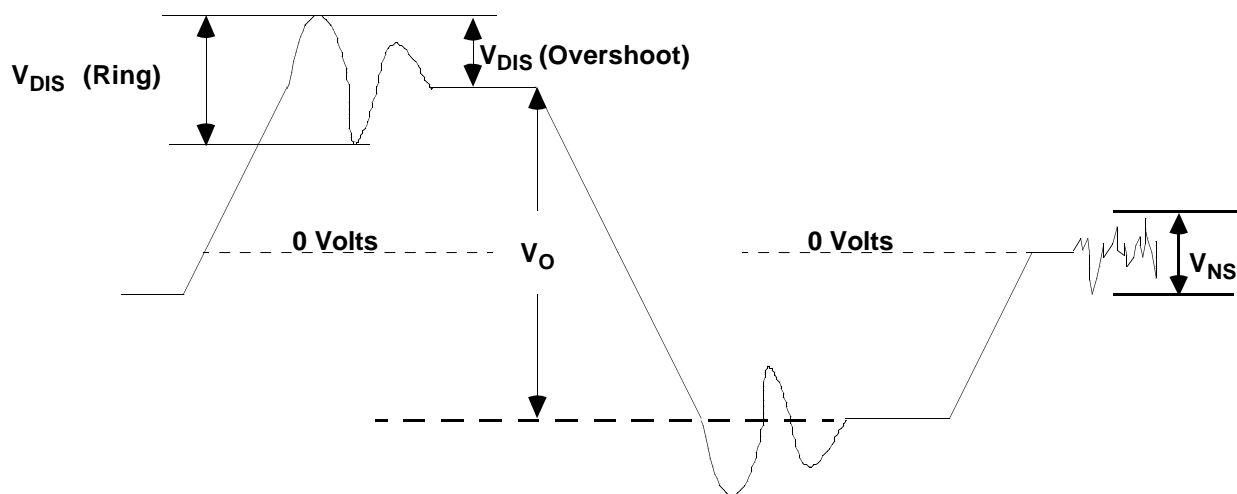 V_DIS (Ring)
V_DIS (Overshoot)
0 Volts
V_O
0 Volts
V_NS